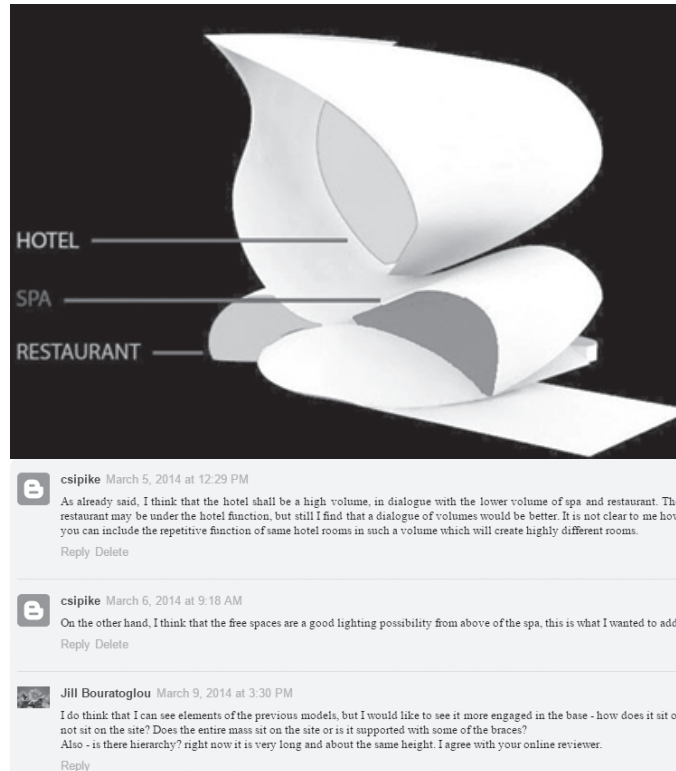 HOTEL
SPA
RESTAURANT
csipike March 5, 2014 at 12:29 PM
As already said, I think that the hotel shall be a high volume, in dialogue with the lower volume of spa and restaurant. The
restaurant may be under the hotel function, but still I find that a dialogue of volumes would be better. It is not clear to me how
you can include the repetitive function of same hotel rooms in such a volume which will create highly different rooms.
Reply Delete
csipike March 6, 2014 at 9:18 AM
On the other hand, I think that the free spaces are a good lighting possibility from above of the spa, this is what I wanted to add
Reply Delete
Jill Bouratoglou March 9, 2014 at 3:30 PM
I do think that I can see elements of the previous models, but I would like to see it more engaged in the base - how does it sit o
not sit on the site? Does the entire mass sit on the site or is it supported with some of the braces?
Also - is there hierarchy? right now it is very long and about the same height. I agree with your online reviewer.
Reply